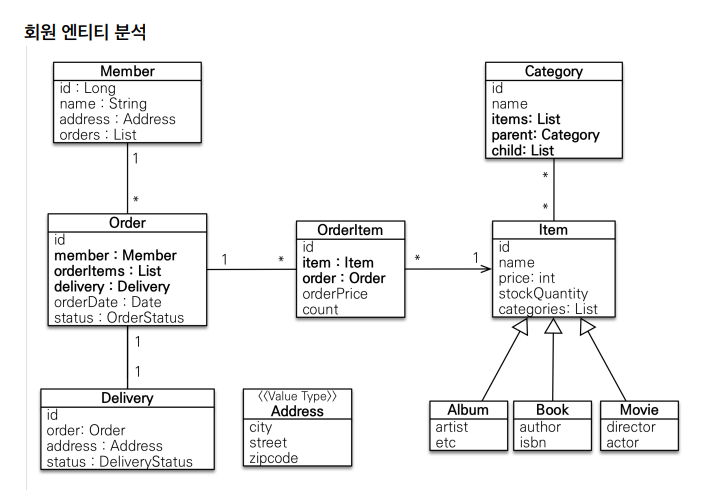 회원 엔티티 분석
Member
id : Long
name : String
address : Address
orders : List
Category
id
name
items: List
parent: Category
child: List
1
*
*
*
Order
id
member : Member
orderItems : List
delivery : Delivery
orderDate : Date
status : OrderStatus
1
*
OrderItem
id
item : Item
order : Order
orderPrice
count
*
1
Item
id
name
price: int
stockQuantity
categories: List
1
1
Delivery
id
order: Order
address : Address
status : DeliveryStatus
《Value Type》
Address
city
street
zipcode
Album
artist
etc
Book
author
isbn
Movie
director
actor